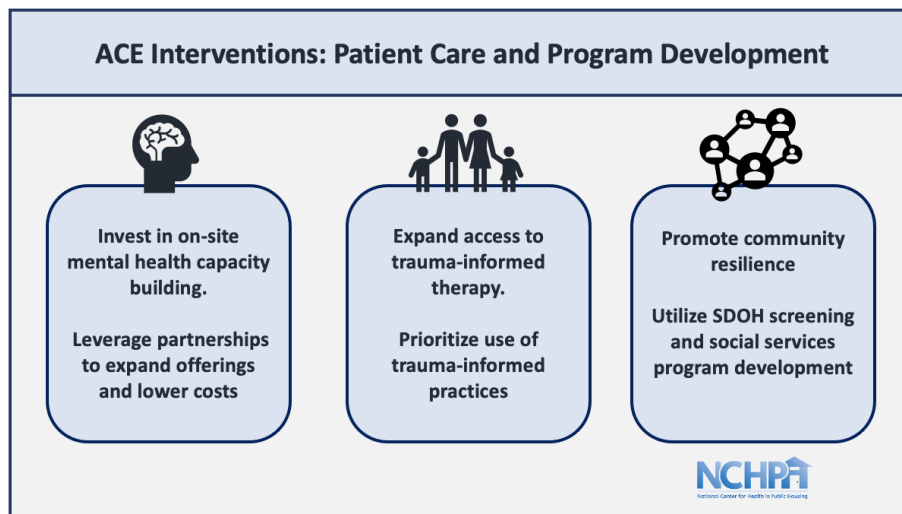 ACE Interventions: Patient Care and Program Development
Invest in on-site
mental health capacity
building.
Leverage partnerships
to expand offerings
and lower costs
Expand access to
trauma-informed
therapy.
Prioritize use of
trauma-informed
practices
Promote community
resilience
Utilize SDOH screening
and social services
program development
NCHPH
National Center for Health in Public Housing